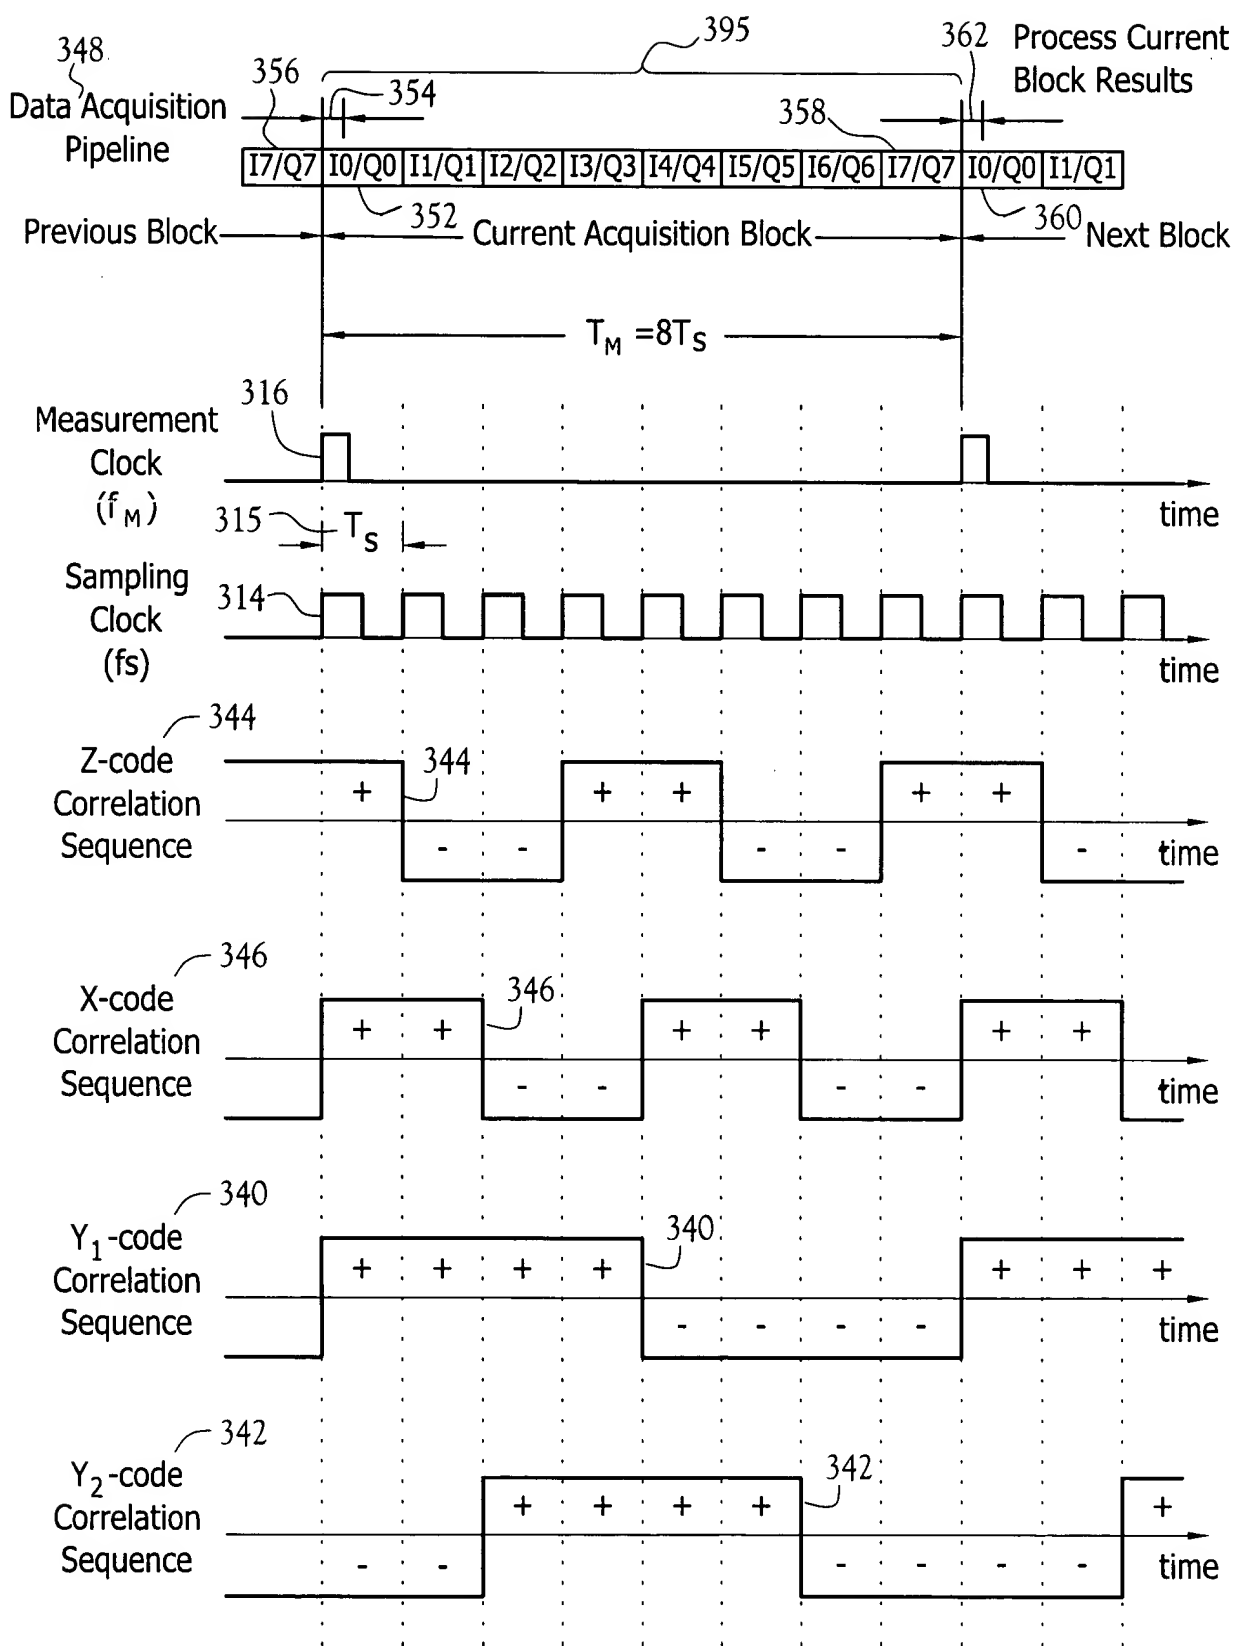 348
356
395
362
Process Current
Block Results
Data Acquisition
Pipeline
354
358
I7/Q7 I0/Q0 I1/Q1 I2/Q2 I3/Q3 I4/Q4 I5/Q5 I6/Q6 I7/Q7 I0/Q0 I1/Q1
352
360
Previous Block
Current Acquisition Block
Next Block
T_M =8T_S
316
Measurement
Clock
(f_M)
time
315
T_S
Sampling
Clock
(fs)
314
time
344
Z-code
Correlation
Sequence
344
+ + + + +
- - - - - -
time
346
X-code
Correlation
Sequence
346
+ + + + + +
- - - -
time
340
Y_1-code
Correlation
Sequence
340
+ + + + + + +
- - - -
time
342
Y_2-code
Correlation
Sequence
342
+ + + + +
- - - - - -
time